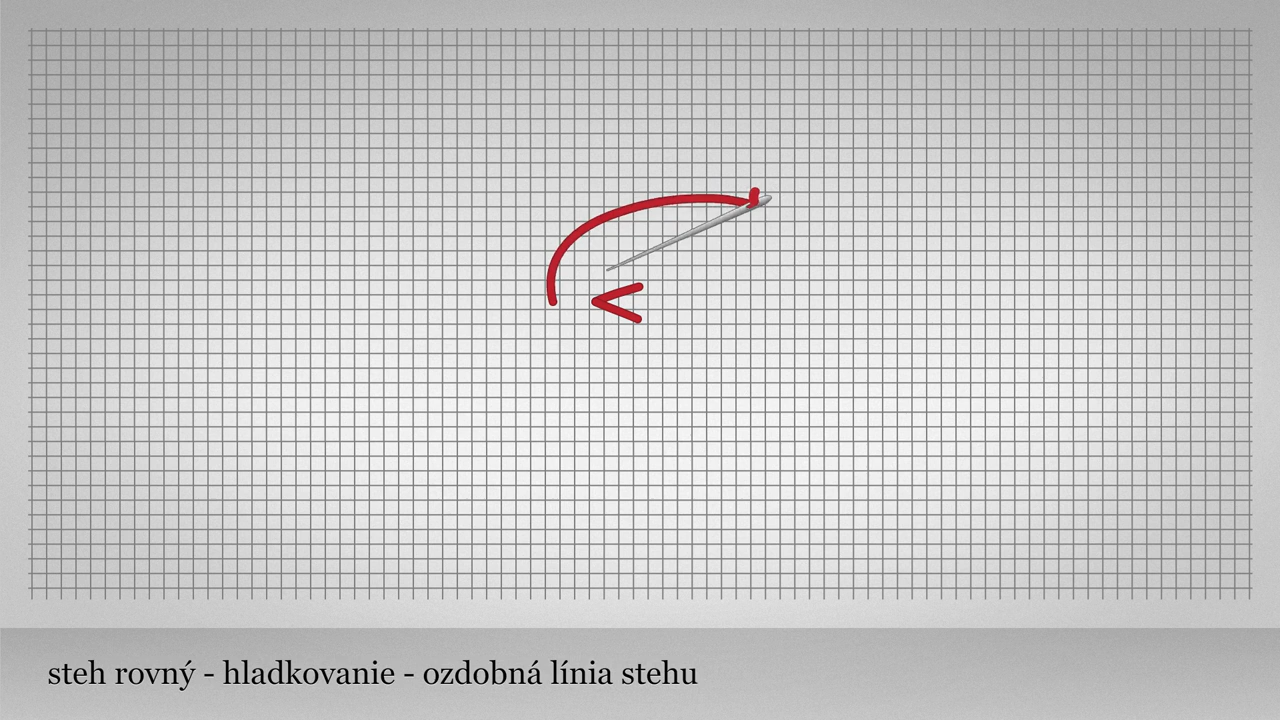 steh rovný - hladkovanie - ozdobná línia stehu